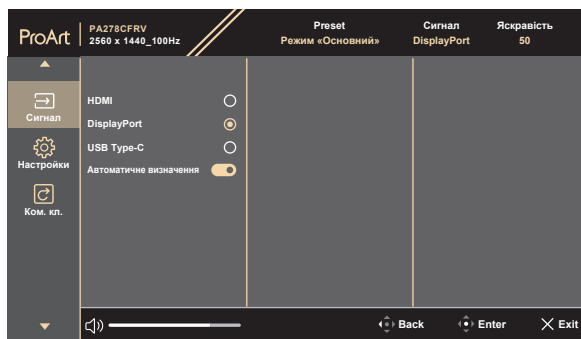 ProArt
PA278CFRV
2560 x 1440_100Hz
Preset
Режим «Основний»
Сигнал
DisplayPort
Яскравість
50
Сигнал
Настройки
Ком. кл.
HDMI
DisplayPort
USB Type-C
Автоматичне визначення
Back
Enter
Exit